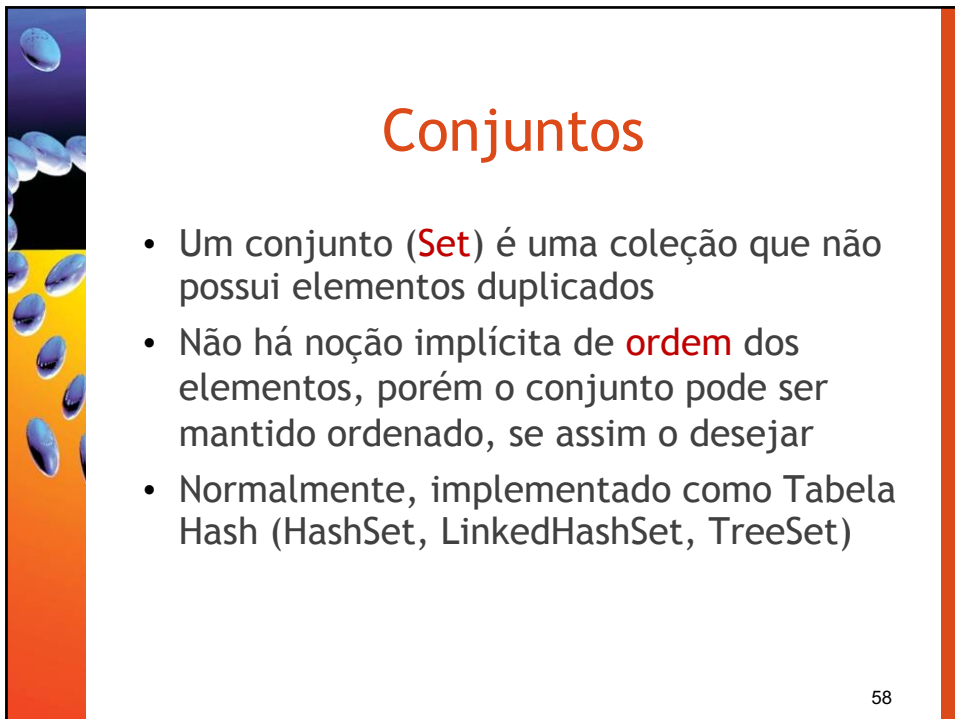 Conjuntos
• Um conjunto (Set) é uma coleção que não
possui elementos duplicados
• Não há noção implícita de ordem dos
elementos, porém o conjunto pode ser
mantido ordenado, se assim o desejar
• Normalmente, implementado como Tabela
Hash (HashSet, LinkedHashSet, TreeSet)
58